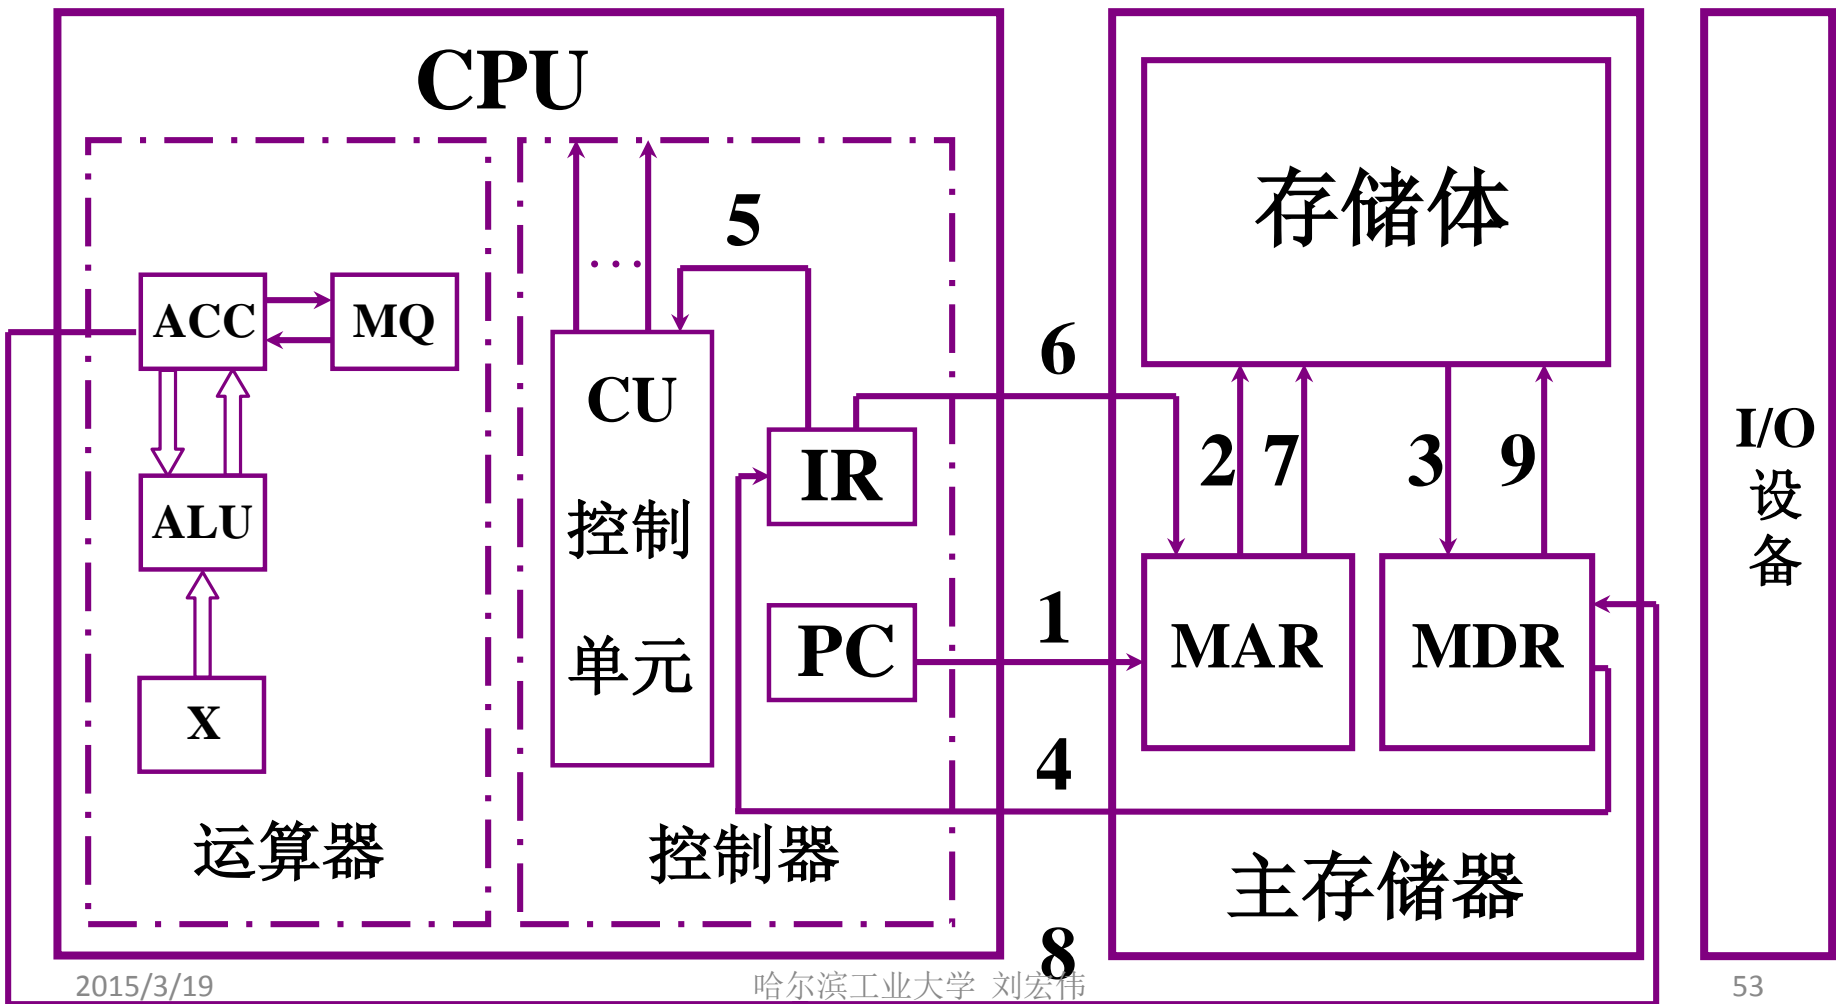 CPU
5
…
ACC
MQ
ALU
X
运算器
CU
控制
单元
IR
PC
控制器
6
1
4
8
存储体
2
7
3
9
MAR
MDR
主存储器
I/O
设
备
2015/3/19
哈尔滨工业大学 刘宏伟
53